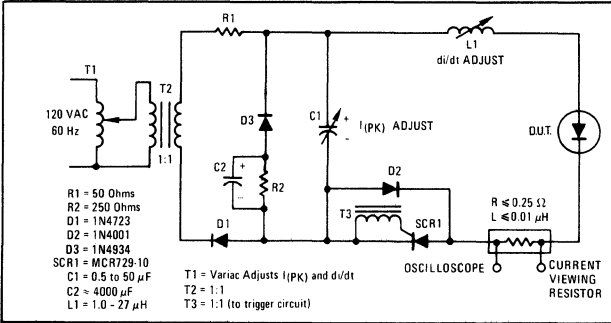 R1
L1
di/dt ADJUST
T1
T2
120 VAC
60 Hz
1:1
D3
C1
+
−
I(PK) ADJUST
D.U.T.
C2
+
−
R2
D2
T3
SCR1
D1
R ≤ 0.25 Ω
L ≤ 0.01 μH
OSCILLOSCOPE
CURRENT
VIEWING
RESISTOR
R1 = 50 Ohms
R2 = 250 Ohms
D1 = 1N4723
D2 = 1N4001
D3 = 1N4934
SCR1 = MCR729-10
C1 = 0.5 to 50 μF
C2 ≈ 4000 μF
L1 = 1.0 - 27 μH
T1 = Variac Adjusts I(PK) and di/dt
T2 = 1:1
T3 = 1:1 (to trigger circuit)